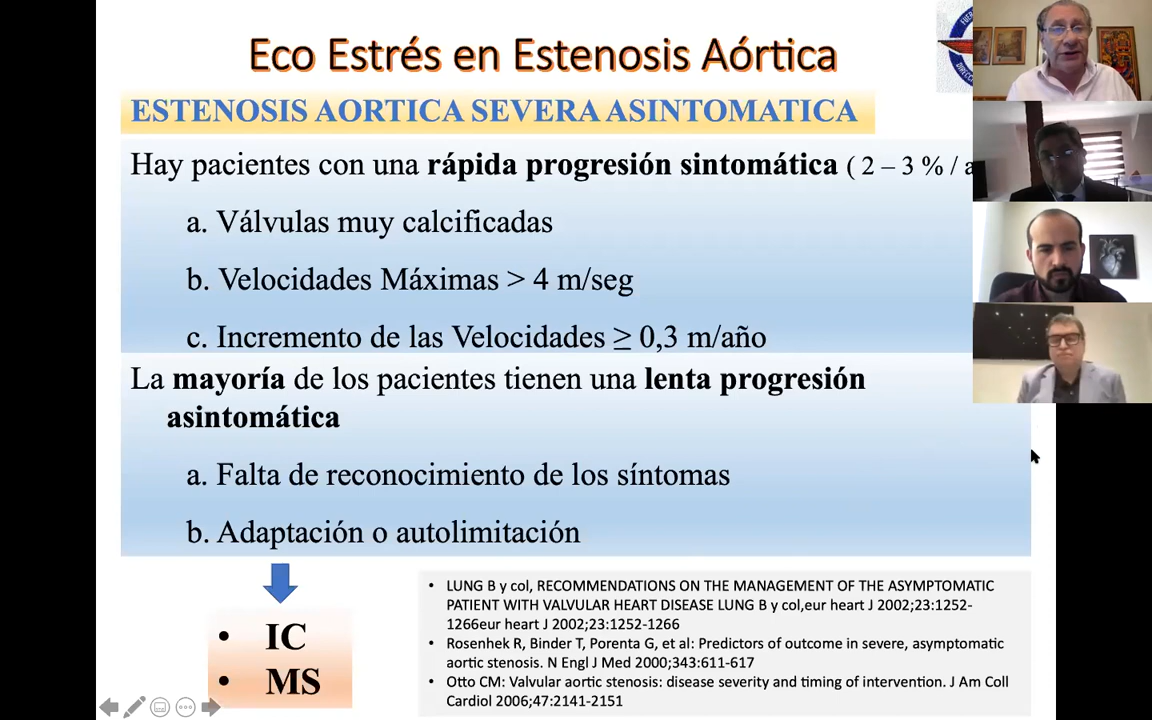 Eco Estrés en Estenosis Aórtica
ESTENOSIS AORTICA SEVERA ASINTOMATICA
Hay pacientes con una rápida progresión sintomática ( 2 – 3 % /
a. Válvulas muy calcificadas
b. Velocidades Máximas > 4 m/seg
c. Incremento de las Velocidades ≥ 0,3 m/año
La mayoría de los pacientes tienen una lenta progresión
asintomática
a. Falta de reconocimiento de los síntomas
b. Adaptación o autolimitación
• IC
• MS
• LUNG B y col, RECOMMENDATIONS ON THE MANAGEMENT OF THE ASYMPTOMATIC
PATIENT WITH VALVULAR HEART DISEASE LUNG B y col,eur heart J 2002;23:1252-
1266eur heart J 2002;23:1252-1266
• Rosenhek R, Binder T, Porenta G, et al: Predictors of outcome in severe, asymptomatic
aortic stenosis. N Engl J Med 2000;343:611-617
• Otto CM: Valvular aortic stenosis: disease severity and timing of intervention. J Am Coll
Cardiol 2006;47:2141-2151